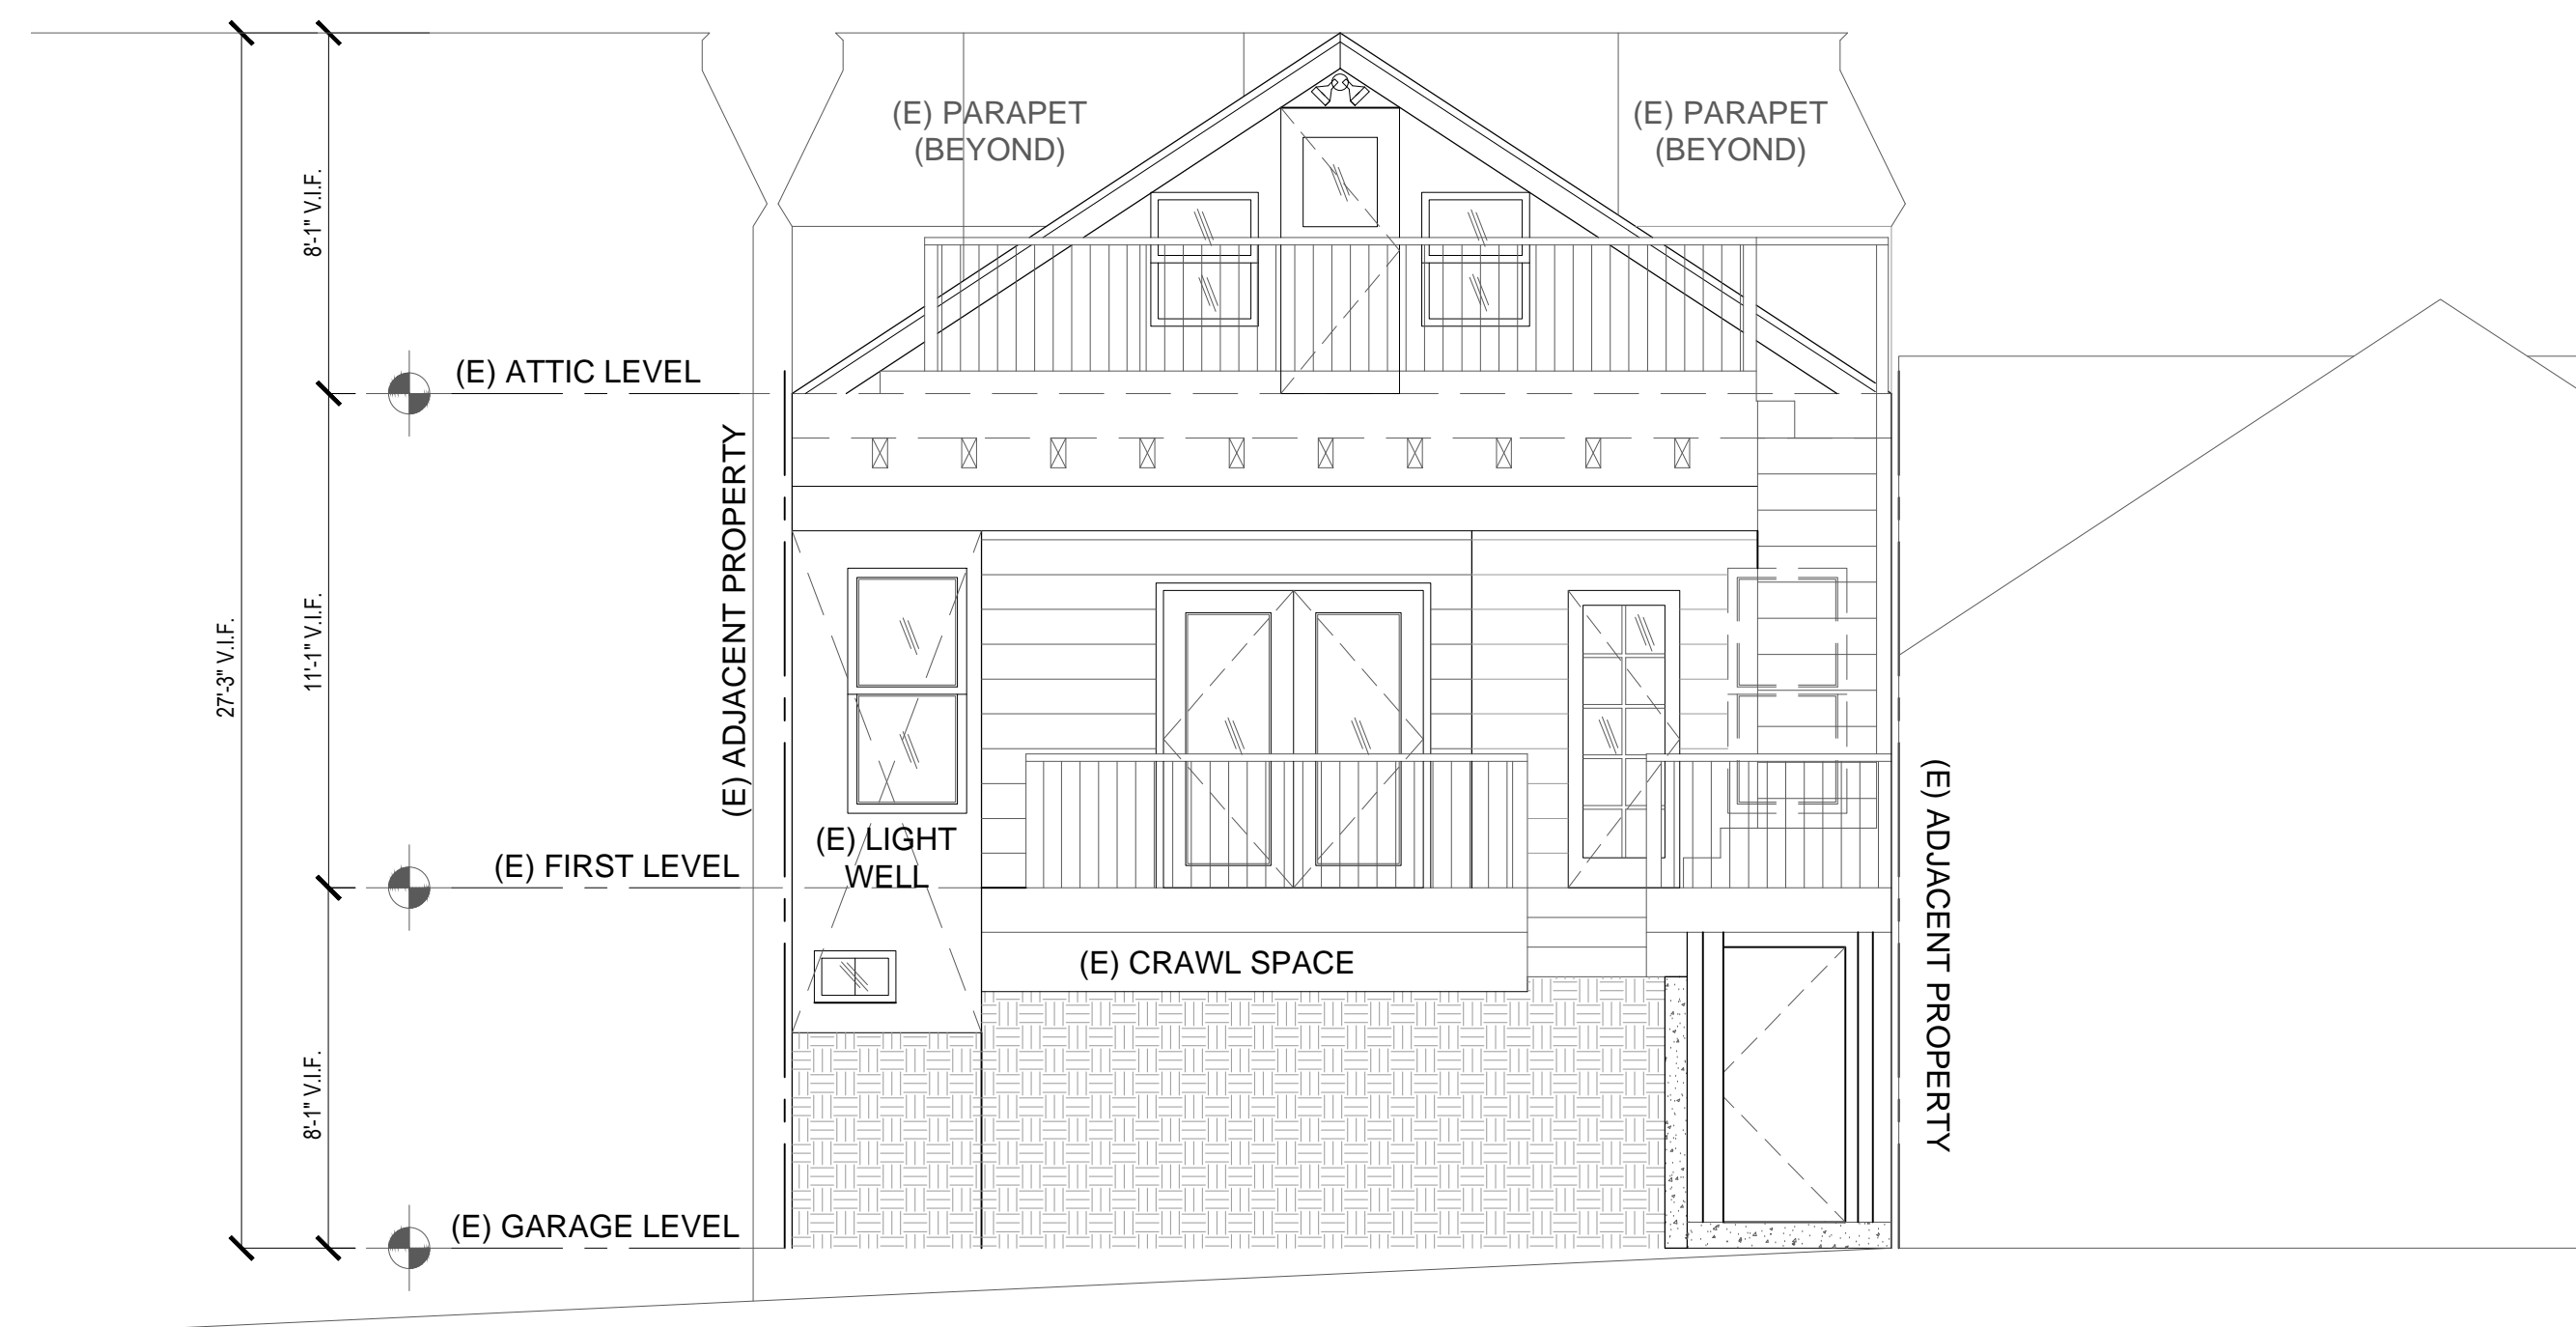 (E) PARAPET
(BEYOND)
(E) PARAPET
(BEYOND)
8'-1" V.I.F.
(E) ATTIC LEVEL
27'-3" V.I.F.
11'-1" V.I.F.
(E) ADJACENT PROPERTY
(E) LIGHT
WELL
(E) FIRST LEVEL
(E) CRAWL SPACE
(E) ADJACENT PROPERTY
8'-1" V.I.F.
(E) GARAGE LEVEL